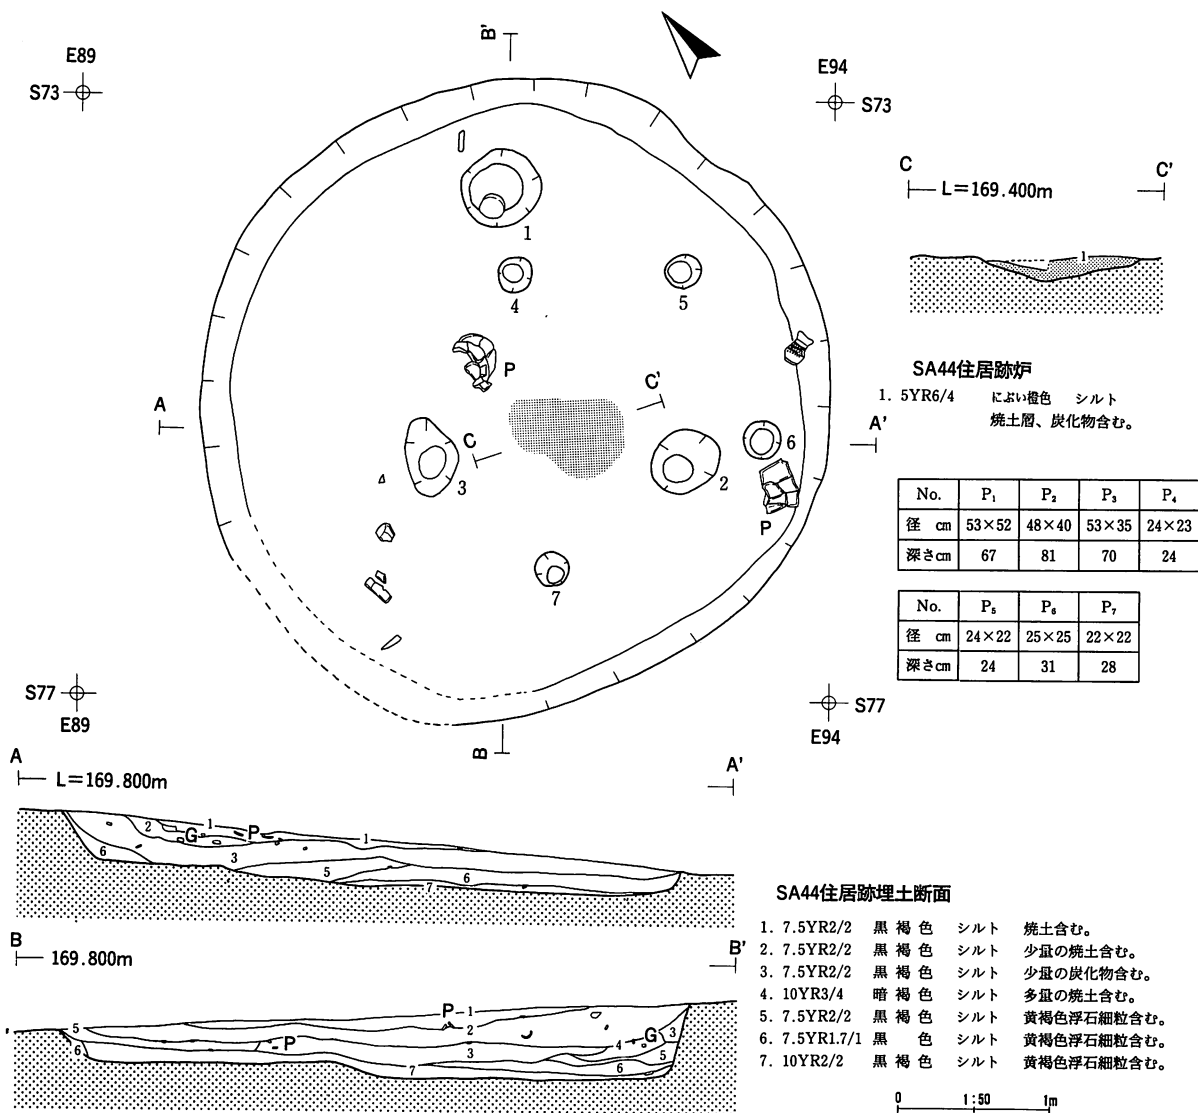 B'
E89
S73
E94
S73
C
C'
L=169.400m
1
1
4
5
P
C'
A
A'
C
6
3
2
P
7
SA44住居跡炉
1. 5YR6/4 にぶい橙色 シルト
焼土層、炭化物含む。
No. P₁ P₂ P₃ P₄
径 cm 53×52 48×40 53×35 24×23
深さcm 67 81 70 24
No. P₅ P₆ P₇
径 cm 24×22 25×25 22×22
深さcm 24 31 28
S77
E89
S77
E94
B
A
A'
L=169.800m
2 1 G P 1
6 3 5 6
7
B
B'
169.800m
P 1
5 2 4 G 3
6 P 3 5
7 6
SA44住居跡埋土断面
1. 7.5YR2/2 黒褐色 シルト 焼土含む。
2. 7.5YR2/2 黒褐色 シルト 少量の焼土含む。
3. 7.5YR2/2 黒褐色 シルト 少量の炭化物含む。
4. 10YR3/4 暗褐色 シルト 多量の焼土含む。
5. 7.5YR2/2 黒褐色 シルト 黄褐色浮石細粒含む。
6. 7.5YR1.7/1 黒色 シルト 黄褐色浮石細粒含む。
7. 10YR2/2 黒褐色 シルト 黄褐色浮石細粒含む。
0 1:50 1m